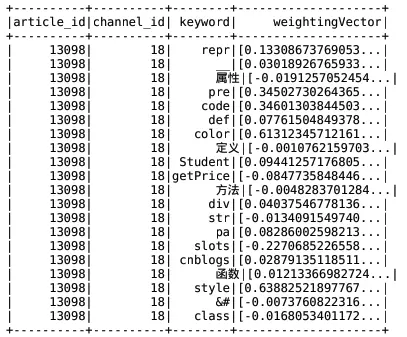 +----------+----------+--------+--------------------+
|article_id|channel_id| keyword|     weightingVector|
+----------+----------+--------+--------------------+
|     13098|        18|    repr|[0.13308673769053...|
|     13098|        18|      __|[0.03018926765933...|
|     13098|        18|      属性|[-0.0191257052454...|
|     13098|        18|     pre|[0.34502730264365...|
|     13098|        18|    code|[0.34601303844503...|
|     13098|        18|     def|[0.07761504849378...|
|     13098|        18|   color|[0.61312345712161...|
|     13098|        18|      定义|[-0.0010762159703...|
|     13098|        18| Student|[0.09441257176805...|
|     13098|        18|getPrice|[-0.0847735848446...|
|     13098|        18|      方法|[-0.0048283701284...|
|     13098|        18|     div|[0.04037546778136...|
|     13098|        18|     str|[-0.0134091549740...|
|     13098|        18|      pa|[0.08286002598213...|
|     13098|        18|   slots|[-0.2270685226558...|
|     13098|        18| cnblogs|[0.02879135118511...|
|     13098|        18|      函数|[0.01213366982724...|
|     13098|        18|   style|[0.63882521897767...|
|     13098|        18|      &#|[-0.0073760822316...|
|     13098|        18|   class|[-0.0168053401172...|
+----------+----------+--------+--------------------+